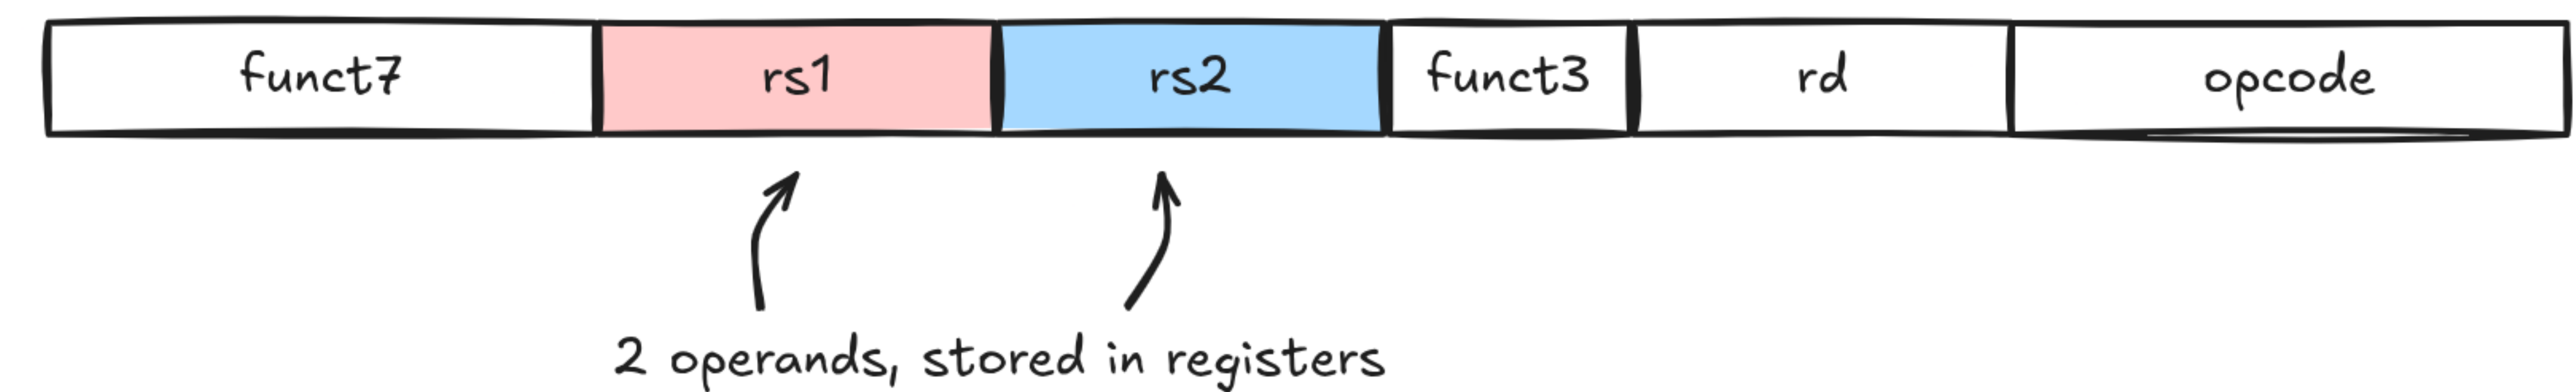 funct7 rs1 rs2 funct3 rd opcode
2 operands, stored in registers